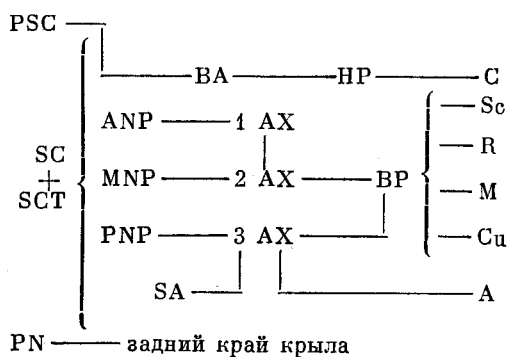 PSC
BA HP C
ANP 1 AX Sc
R
SC + SCT
MNP 2 AX BP M
PNP 3 AX Cu
SA A
PN задний край крыла